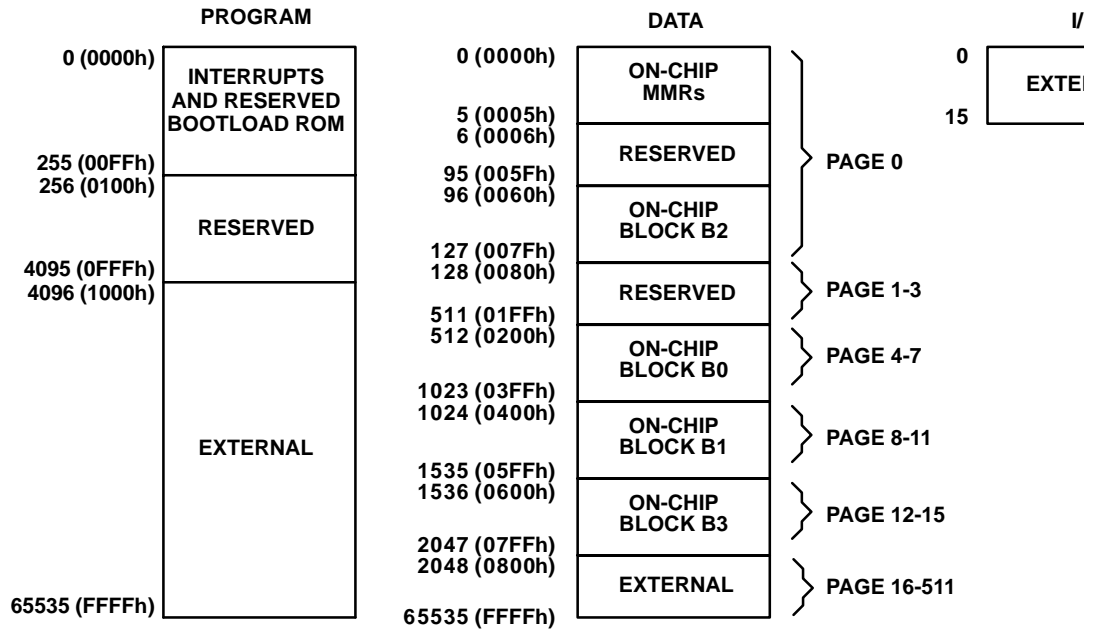 PROGRAM
0 (0000h)
INTERRUPTS
AND RESERVED
BOOTLOAD ROM
255 (00FFh)
256 (0100h)
RESERVED
4095 (0FFFh)
4096 (1000h)
EXTERNAL
65535 (FFFFh)
DATA
0 (0000h)
ON-CHIP
MMRs
5 (0005h)
6 (0006h)
RESERVED
95 (005Fh)
96 (0060h)
ON-CHIP
BLOCK B2
127 (007Fh)
128 (0080h)
RESERVED
511 (01FFh)
512 (0200h)
ON-CHIP
BLOCK B0
1023 (03FFh)
1024 (0400h)
ON-CHIP
BLOCK B1
1535 (05FFh)
1536 (0600h)
ON-CHIP
BLOCK B3
2047 (07FFh)
2048 (0800h)
EXTERNAL
65535 (FFFFh)
PAGE 0
PAGE 1-3
PAGE 4-7
PAGE 8-11
PAGE 12-15
PAGE 16-511
I/
0
15